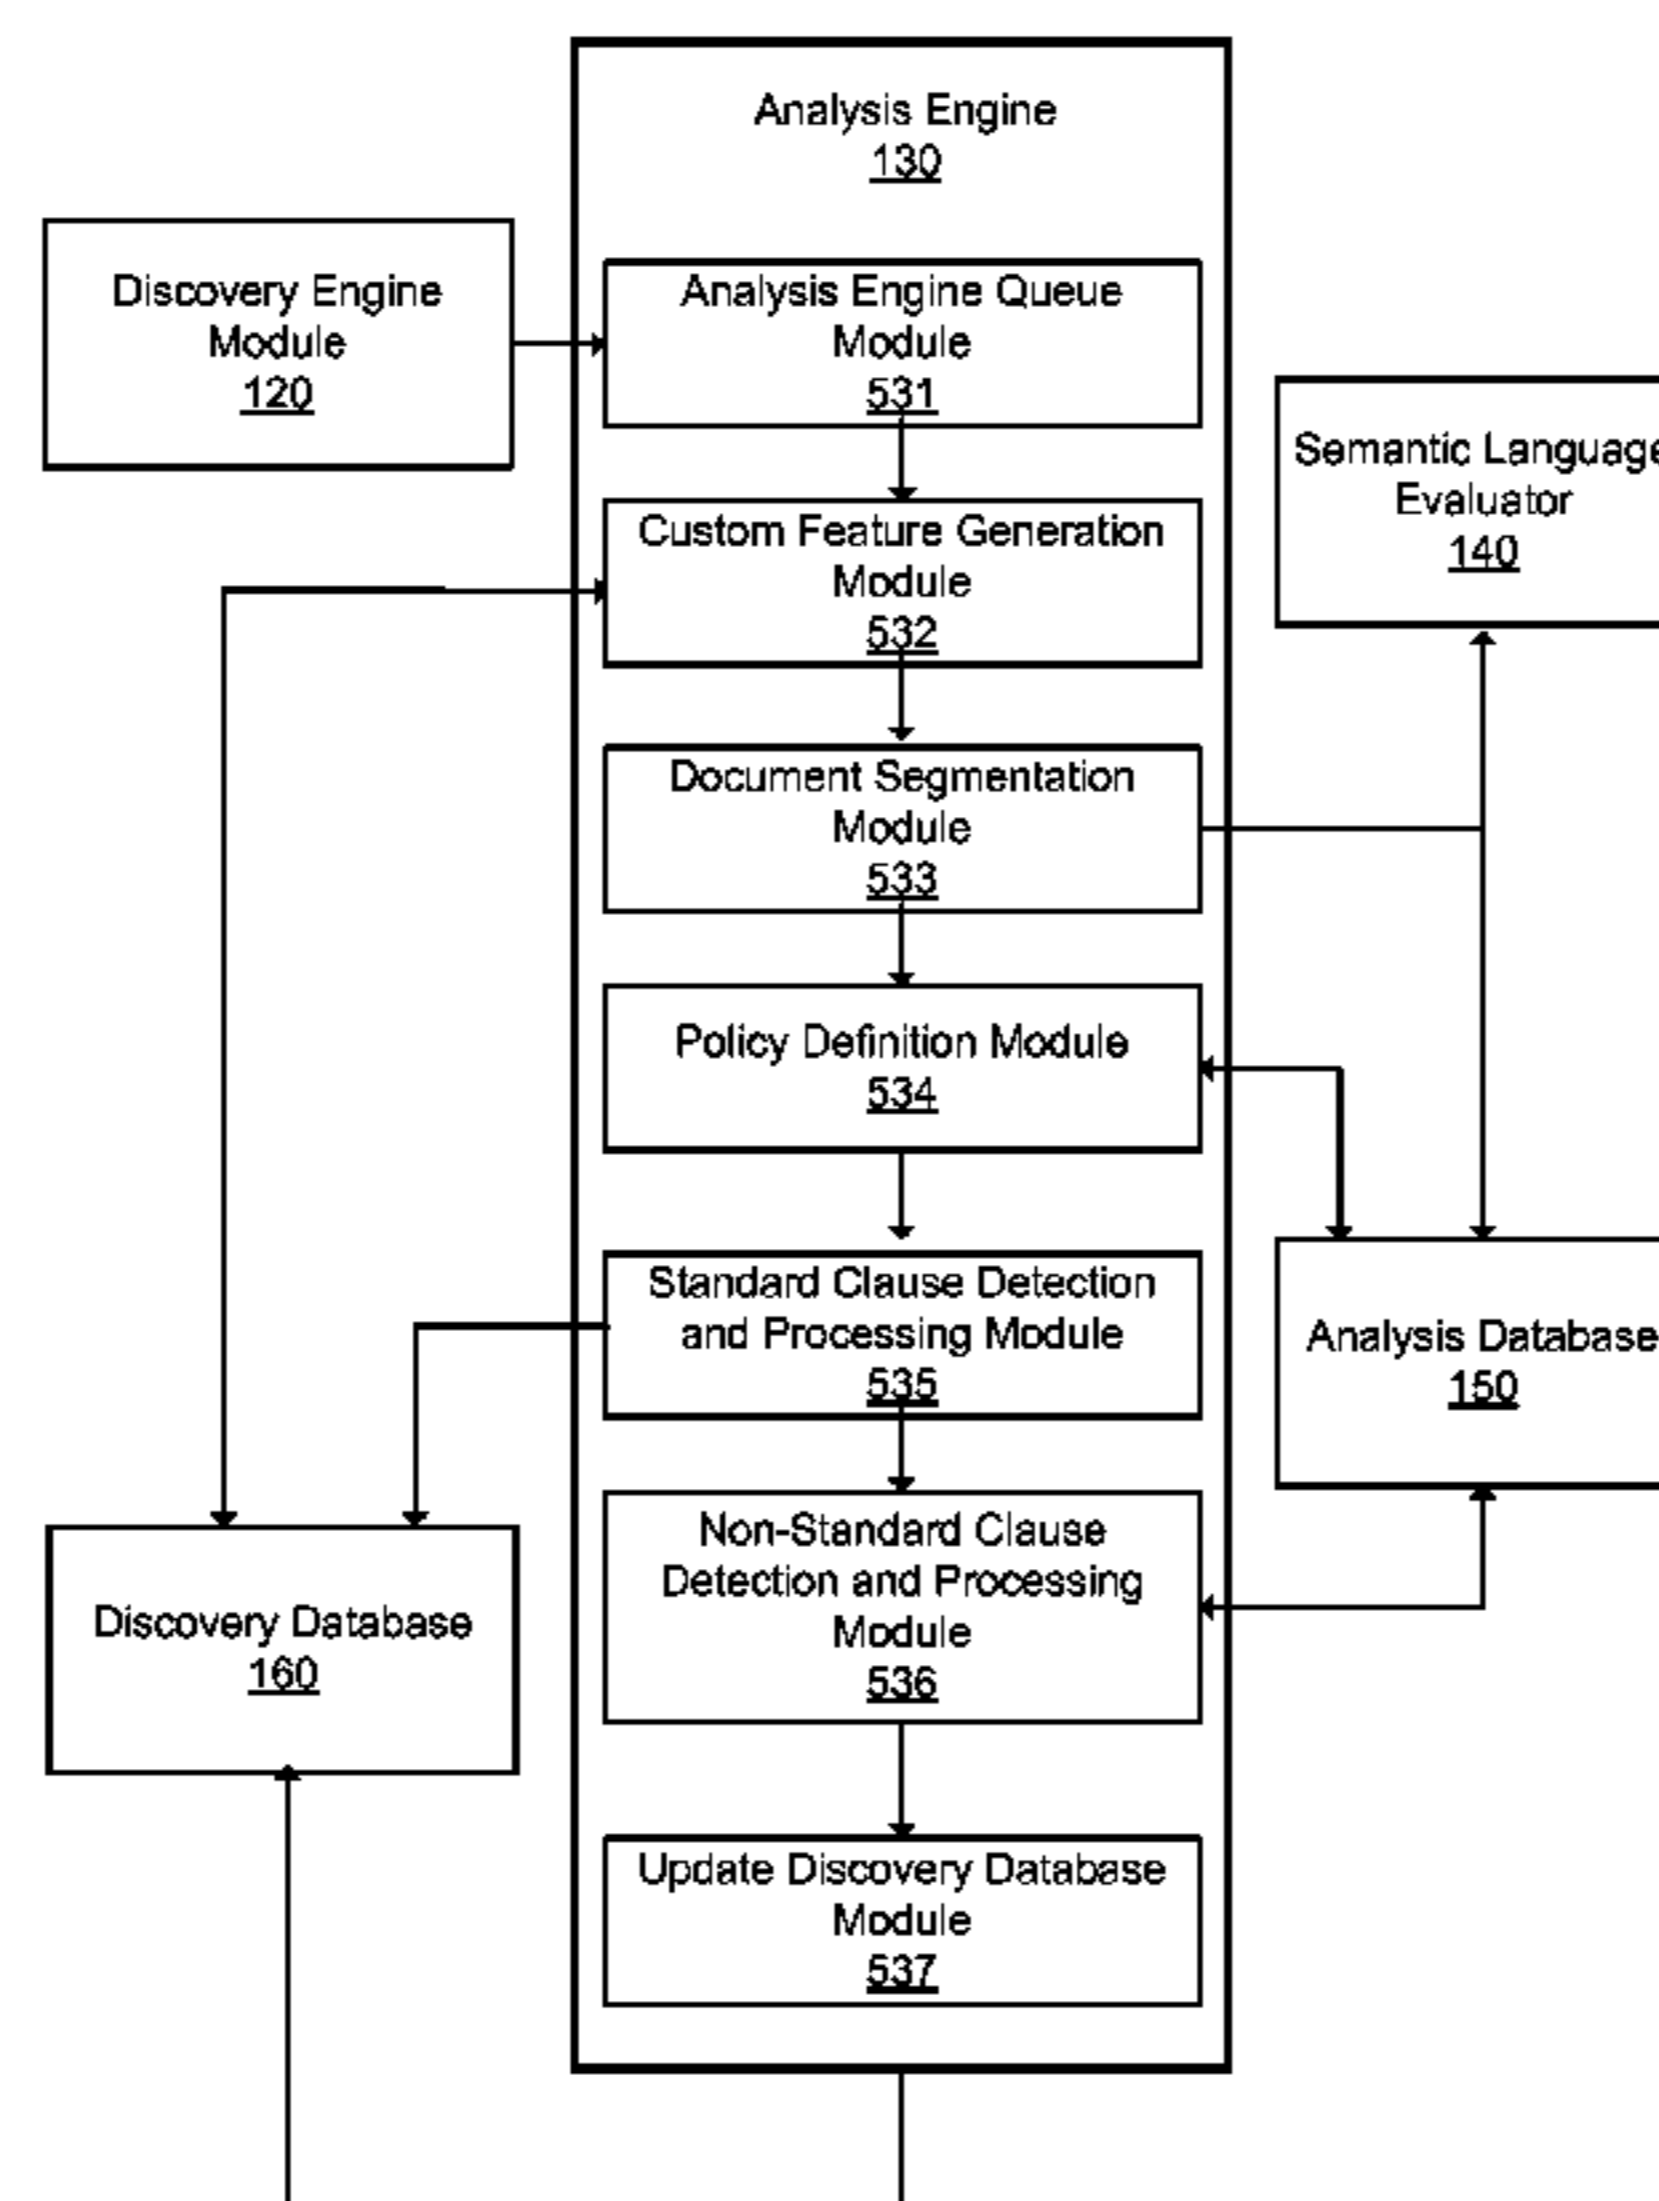 Analysis Engine
130
Discovery Engine
Module
120
Analysis Engine Queue
Module
531
Semantic Language
Evaluator
140
Custom Feature Generation
Module
532
Document Segmentation
Module
533
Policy Definition Module
534
Standard Clause Detection
and Processing Module
535
Analysis Database
150
Non-Standard Clause
Detection and Processing
Module
536
Discovery Database
160
Update Discovery Database
Module
537